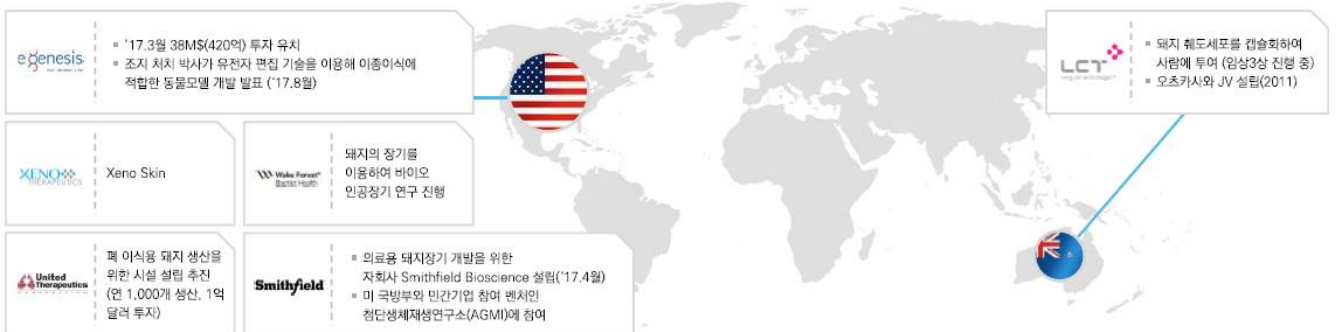 eGenesis
'17.3월 38M$(420억) 투자 유치
조지 처치 박사가 유전자 편집 기술을 이용해 이종이식에
적합한 동물모델 개발 발표 ('17.8월)
LCT
돼지 췌도세포를 캡슐화하여
사람에 투여 (임상3상 진행 중)
오츠카사와 JV 설립(2011)
XENO
THERAPEUTICS
Xeno Skin
Wake Forest®
Baptist Health
돼지의 장기를
이용하여 바이오
인공장기 연구 진행
United
Therapeutics
CORPORATION
폐 이식용 돼지 생산을
위한 시설 설립 추진
(연 1,000개 생산, 1억
달러 투자)
Smithfield
의료용 돼지장기 개발을 위한
자회사 Smithfield Bioscience 설립('17.4월)
미 국방부와 민간기업 참여 벤처인
첨단생체재생연구소(AGMI)에 참여